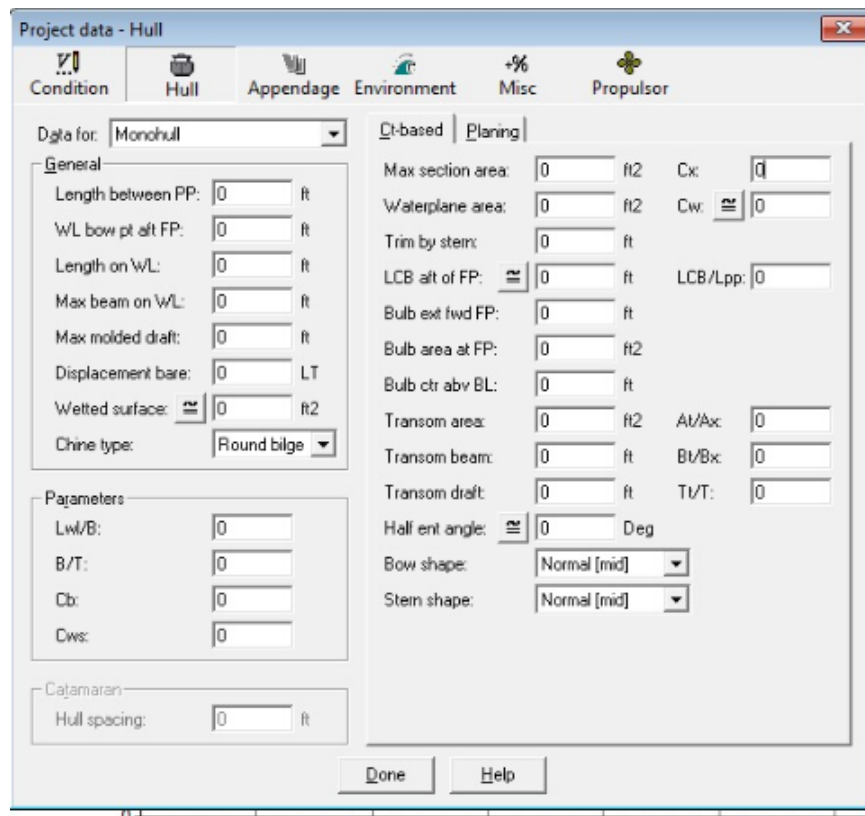 Project data - Hull
Condition Hull Appendage Environment Misc Propulsor
+%
Data for: Monohull
General
Length between PP: 0 ft
WL bow pt aft FP: 0 ft
Length on WL: 0 ft
Max beam on WL: 0 ft
Max molded draft: 0 ft
Displacement bare: 0 LT
Wetted surface: ≅ 0 ft2
Chine type: Round bilge
Parameters
Lwl/B: 0
B/T: 0
Cb: 0
Cws: 0
Catamaran
Hull spacing: 0 ft
Ct-based Planing
Max section area: 0 ft2 Cx: 0
Waterplane area: 0 ft2 Cw: ≅ 0
Trim by stern: 0 ft
LCB aft of FP: ≅ 0 ft LCB/Lpp: 0
Bulb ext fwd FP: 0 ft
Bulb area at FP: 0 ft2
Bulb ctr abv BL: 0 ft
Transom area: 0 ft2 At/Ax: 0
Transom beam: 0 ft Bt/Bx: 0
Transom draft: 0 ft Tt/T: 0
Half ent angle: ≅ 0 Deg
Bow shape: Normal [mid]
Stern shape: Normal [mid]
Done Help